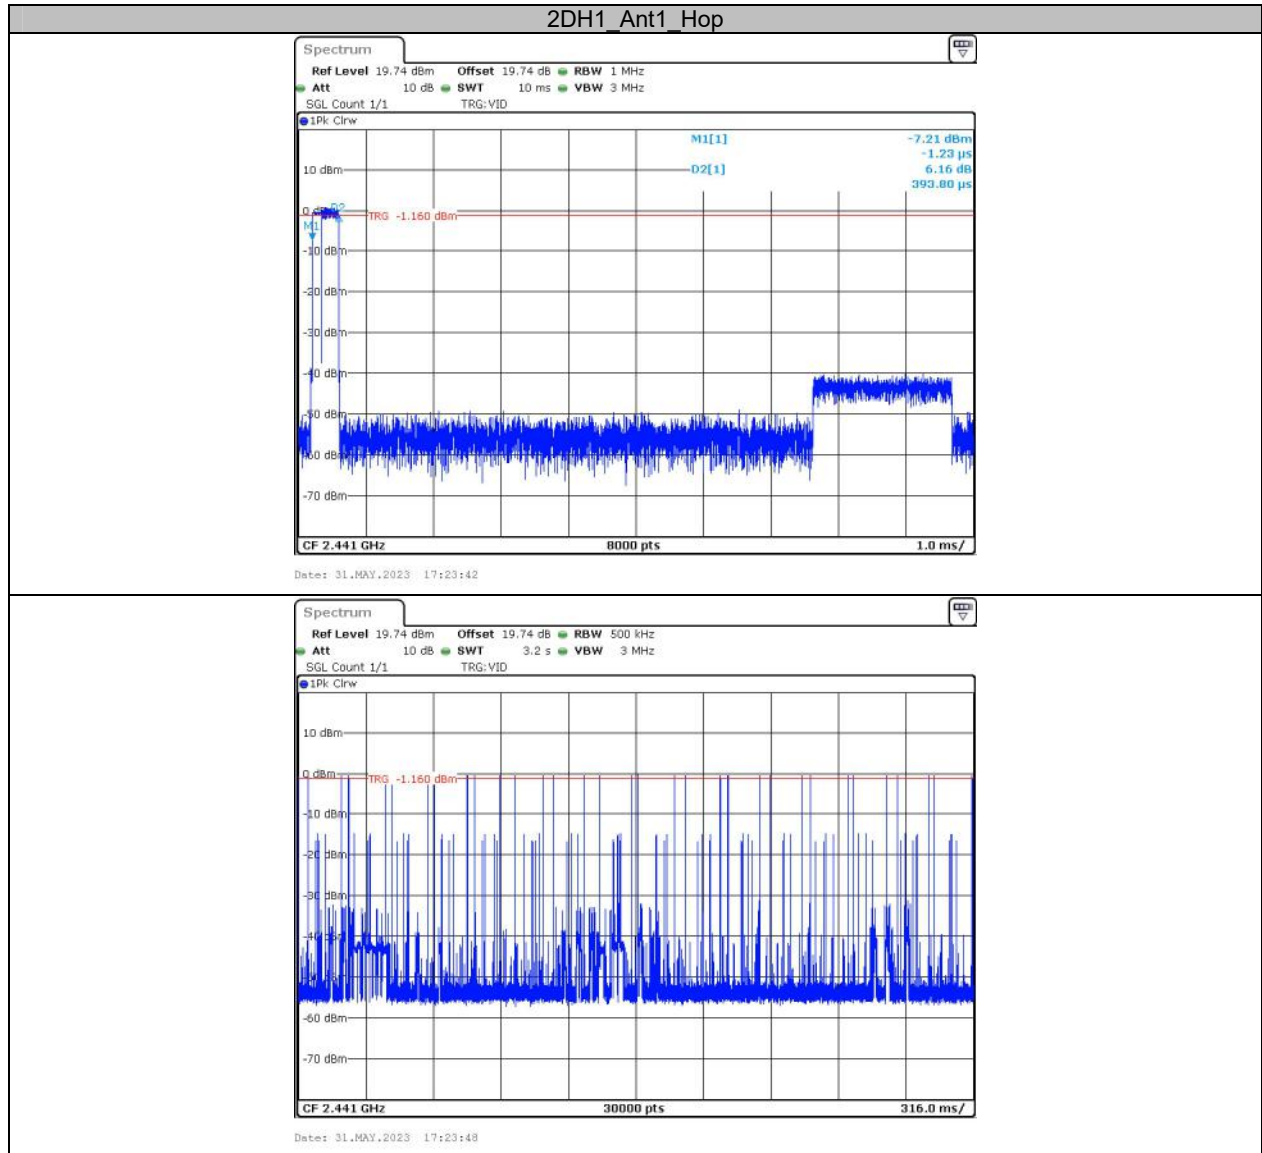 2DH1_Ant1_Hop
Spectrum
Ref Level 19.74 dBm Offset 19.74 dB RBW 1 MHz
Att 10 dB SWT 10 ms VBW 3 MHz
SGL Count 1/1 TRG:VID
1Pk Clrw
M1[1] -7.21 dBm
-1.23 µs
10 dBm D2[1] 6.16 dB
393.80 µs
0 dBm D2
TRG -1.160 dBm
M1
-10 dBm
-20 dBm
-30 dBm
-40 dBm
-50 dBm
-60 dBm
-70 dBm
CF 2.441 GHz 8000 pts 1.0 ms/
Date: 31.MAY.2023 17:23:42
Spectrum
Ref Level 19.74 dBm Offset 19.74 dB RBW 500 kHz
Att 10 dB SWT 3.2 s VBW 3 MHz
SGL Count 1/1 TRG:VID
1Pk Clrw
10 dBm
0 dBm
TRG -1.160 dBm
-10 dBm
-20 dBm
-30 dBm
-60 dBm
-70 dBm
CF 2.441 GHz 30000 pts 316.0 ms/
Date: 31.MAY.2023 17:23:48